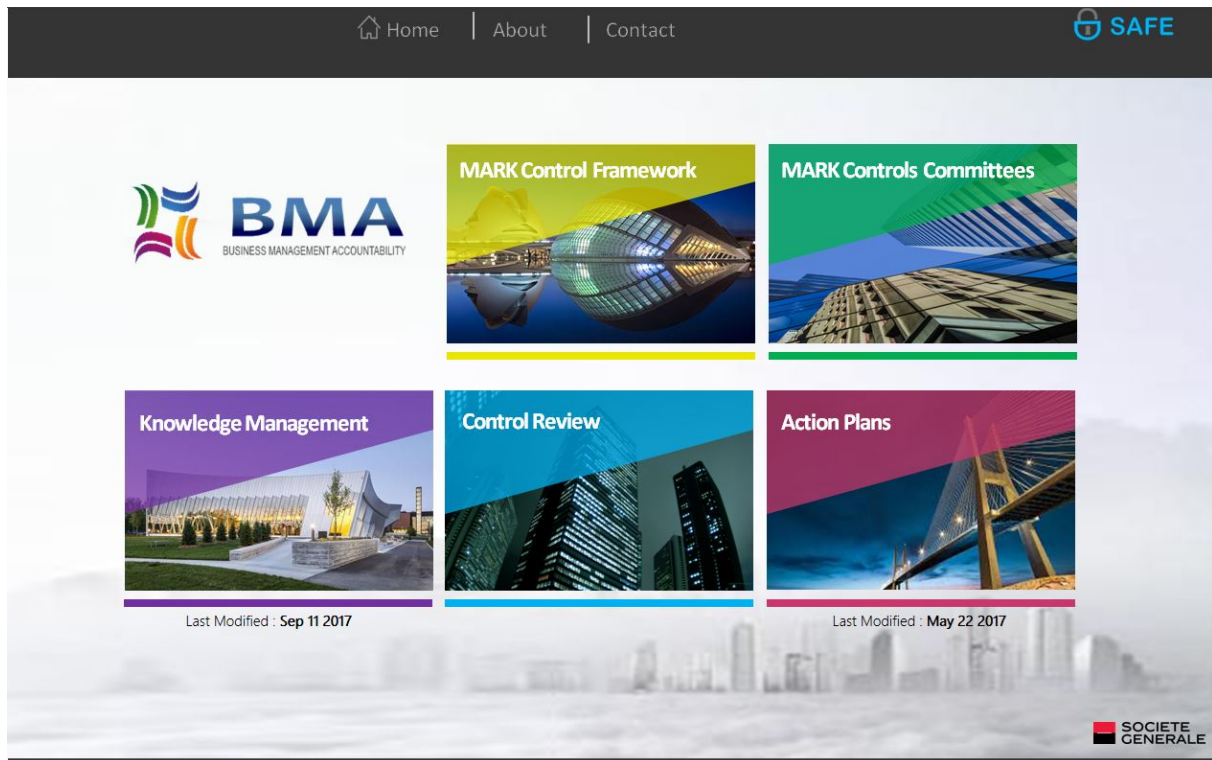 Home | About | Contact
SAFE
BMA
BUSINESS MANAGEMENT ACCOUNTABILITY
MARK Control Framework
MARK Controls Committees
Knowledge Management
Control Review
Action Plans
Last Modified : Sep 11 2017
Last Modified : May 22 2017
SOCIETE
GENERALE